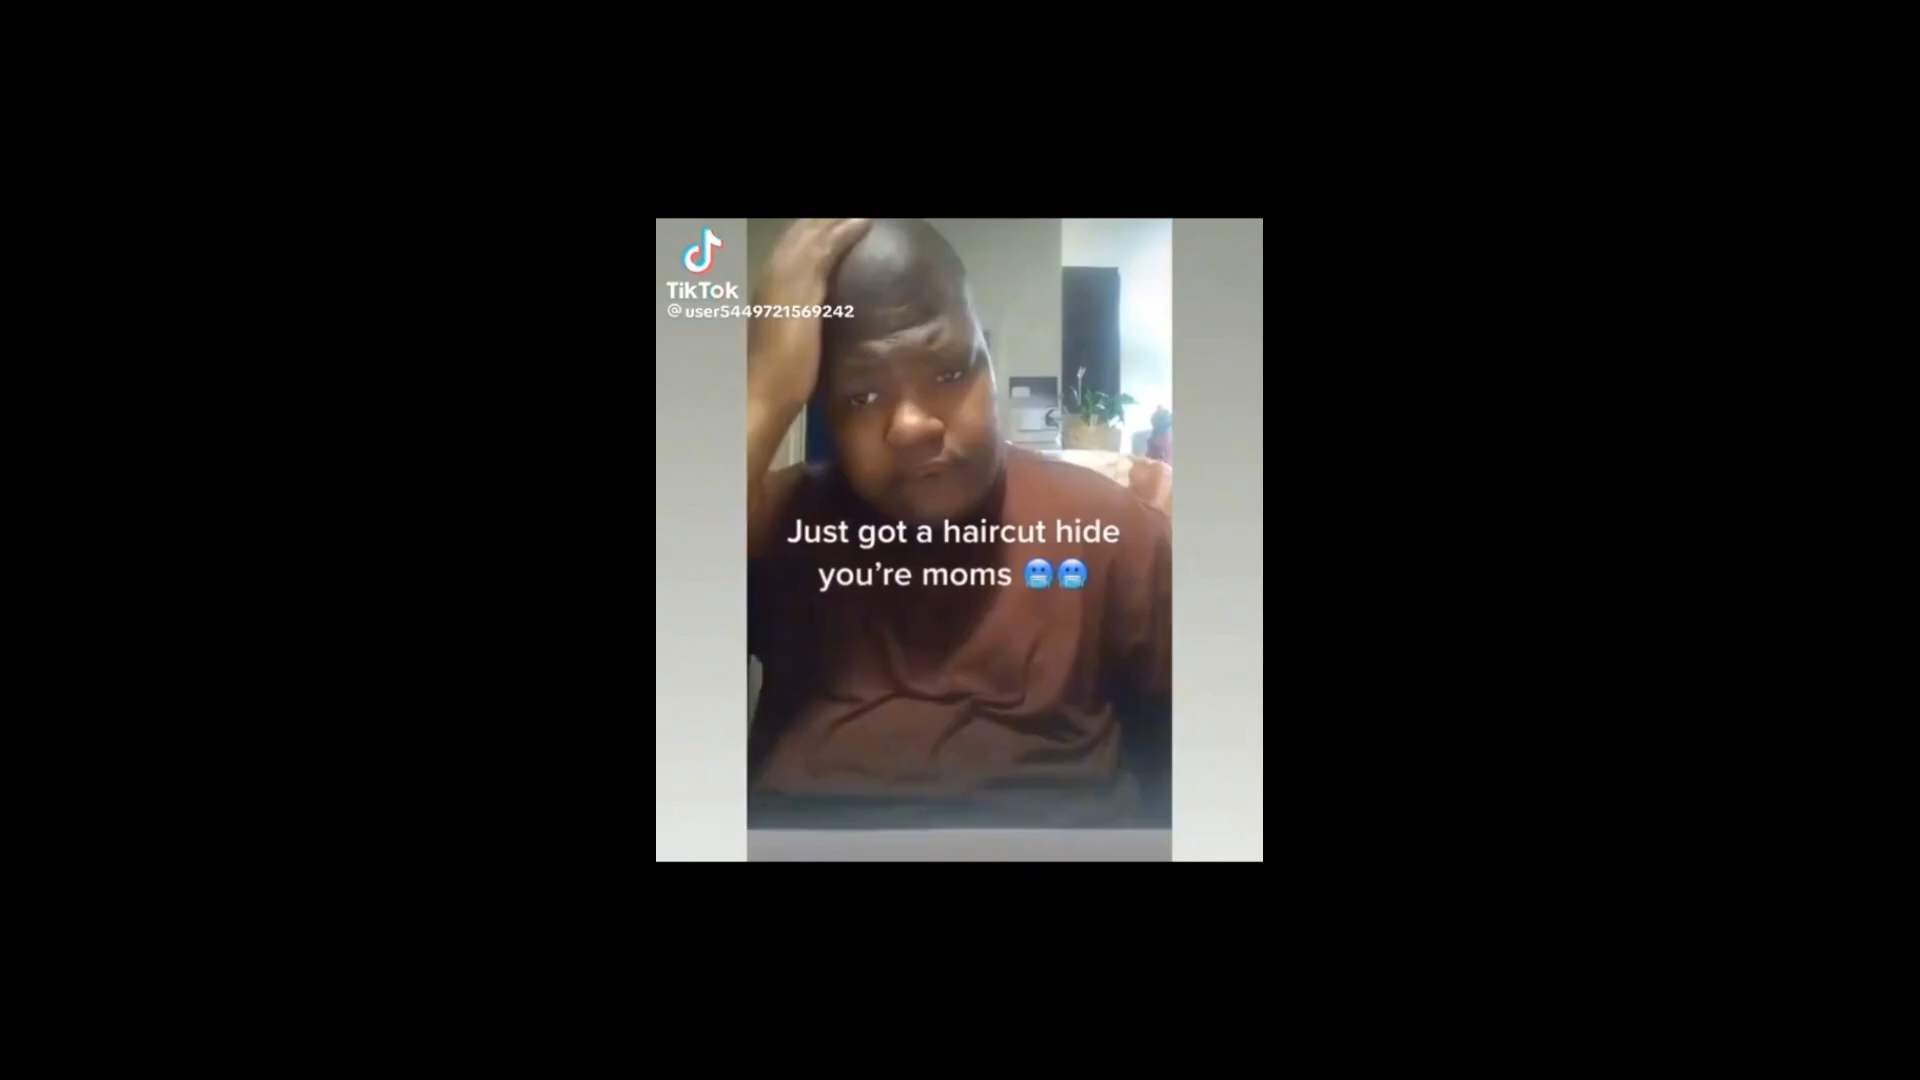 TikTok
@user5449721569242
Just got a haircut hide
you’re moms 🥶🥶